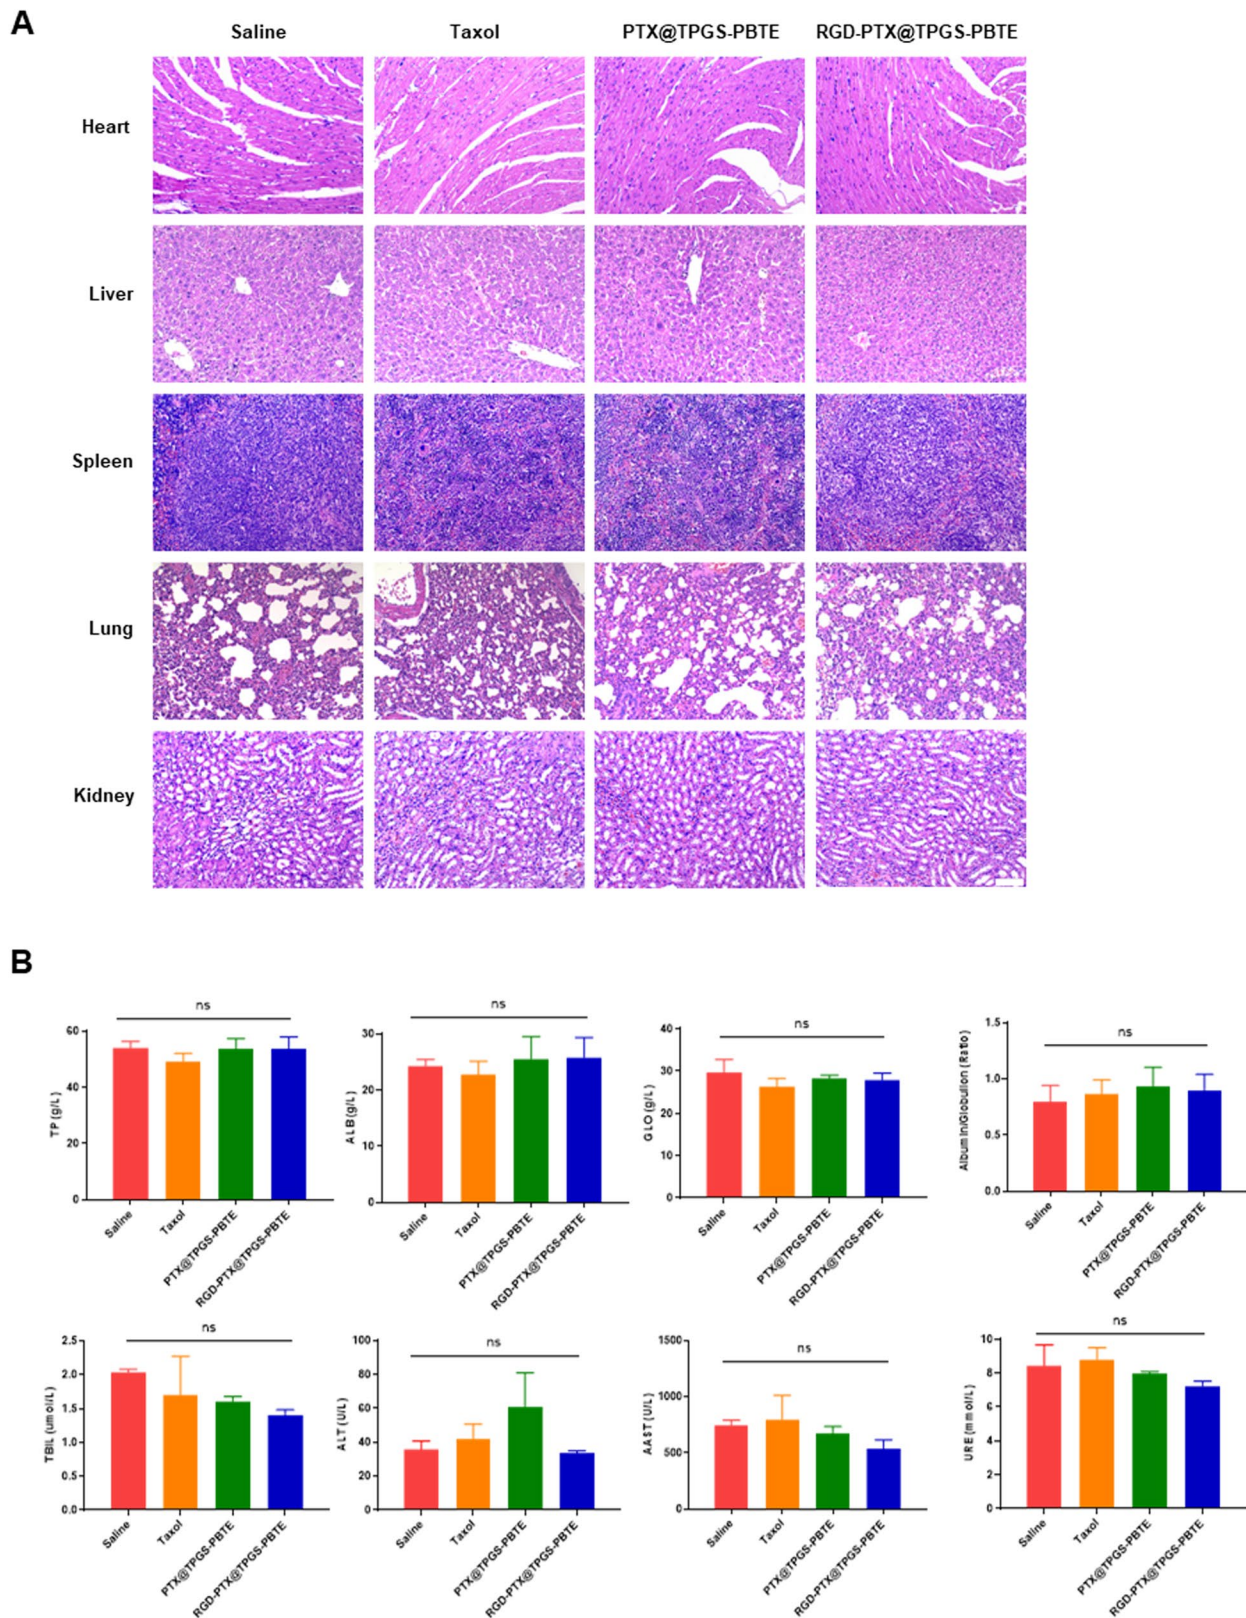 A
Saline Taxol PTX@TPGS-PBTE RGD-PTX@TPGS-PBTE
Heart
Liver
Spleen
Lung
Kidney
B
ns
TP (g/L)
60
40
20
0
Saline Taxol PTX@TPGS-PBTE RGD-PTX@TPGS-PBTE
ns
ALB (g/L)
30
20
10
0
Saline Taxol PTX@TPGS-PBTE RGD-PTX@TPGS-PBTE
ns
GLO (g/L)
40
30
20
10
0
Saline Taxol PTX@TPGS-PBTE RGD-PTX@TPGS-PBTE
ns
Albumin/Globulion (Ratio)
1.5
1.0
0.5
0.0
Saline Taxol PTX@TPGS-PBTE RGD-PTX@TPGS-PBTE
ns
TBIL (umol/L)
2.5
2.0
1.5
1.0
0.5
0.0
Saline Taxol PTX@TPGS-PBTE RGD-PTX@TPGS-PBTE
ns
ALT (U/L)
100
80
60
40
20
0
Saline Taxol PTX@TPGS-PBTE RGD-PTX@TPGS-PBTE
ns
AAST (U/L)
1500
1000
500
0
Saline Taxol PTX@TPGS-PBTE RGD-PTX@TPGS-PBTE
ns
URE (mmol/L)
10
8
6
4
2
0
Saline Taxol PTX@TPGS-PBTE RGD-PTX@TPGS-PBTE